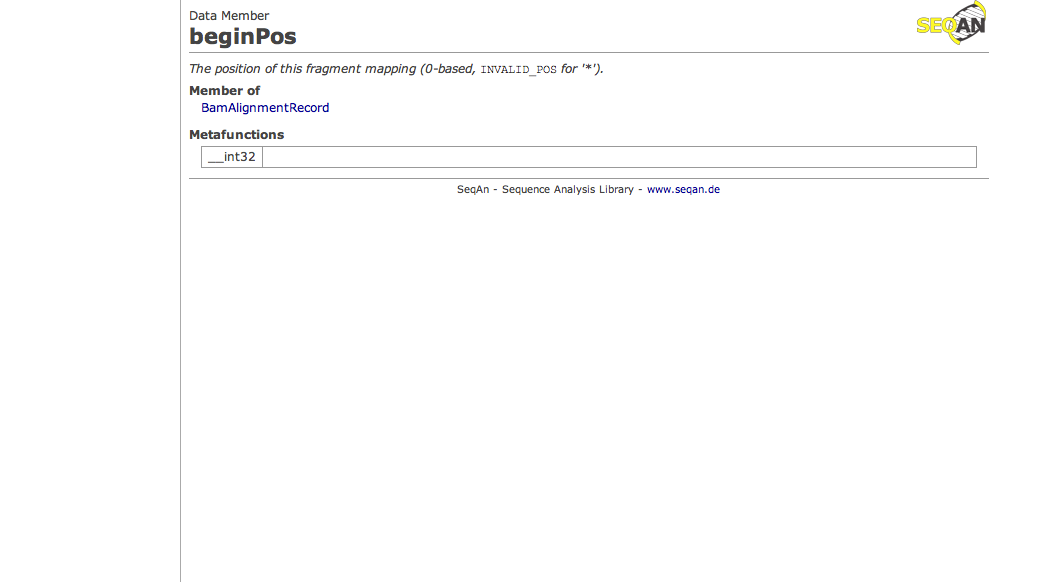 Data Member
beginPos
SEQAN
The position of this fragment mapping (0-based, INVALID_POS for '*').
Member of
BamAlignmentRecord
Metafunctions
__int32
SeqAn - Sequence Analysis Library - www.seqan.de